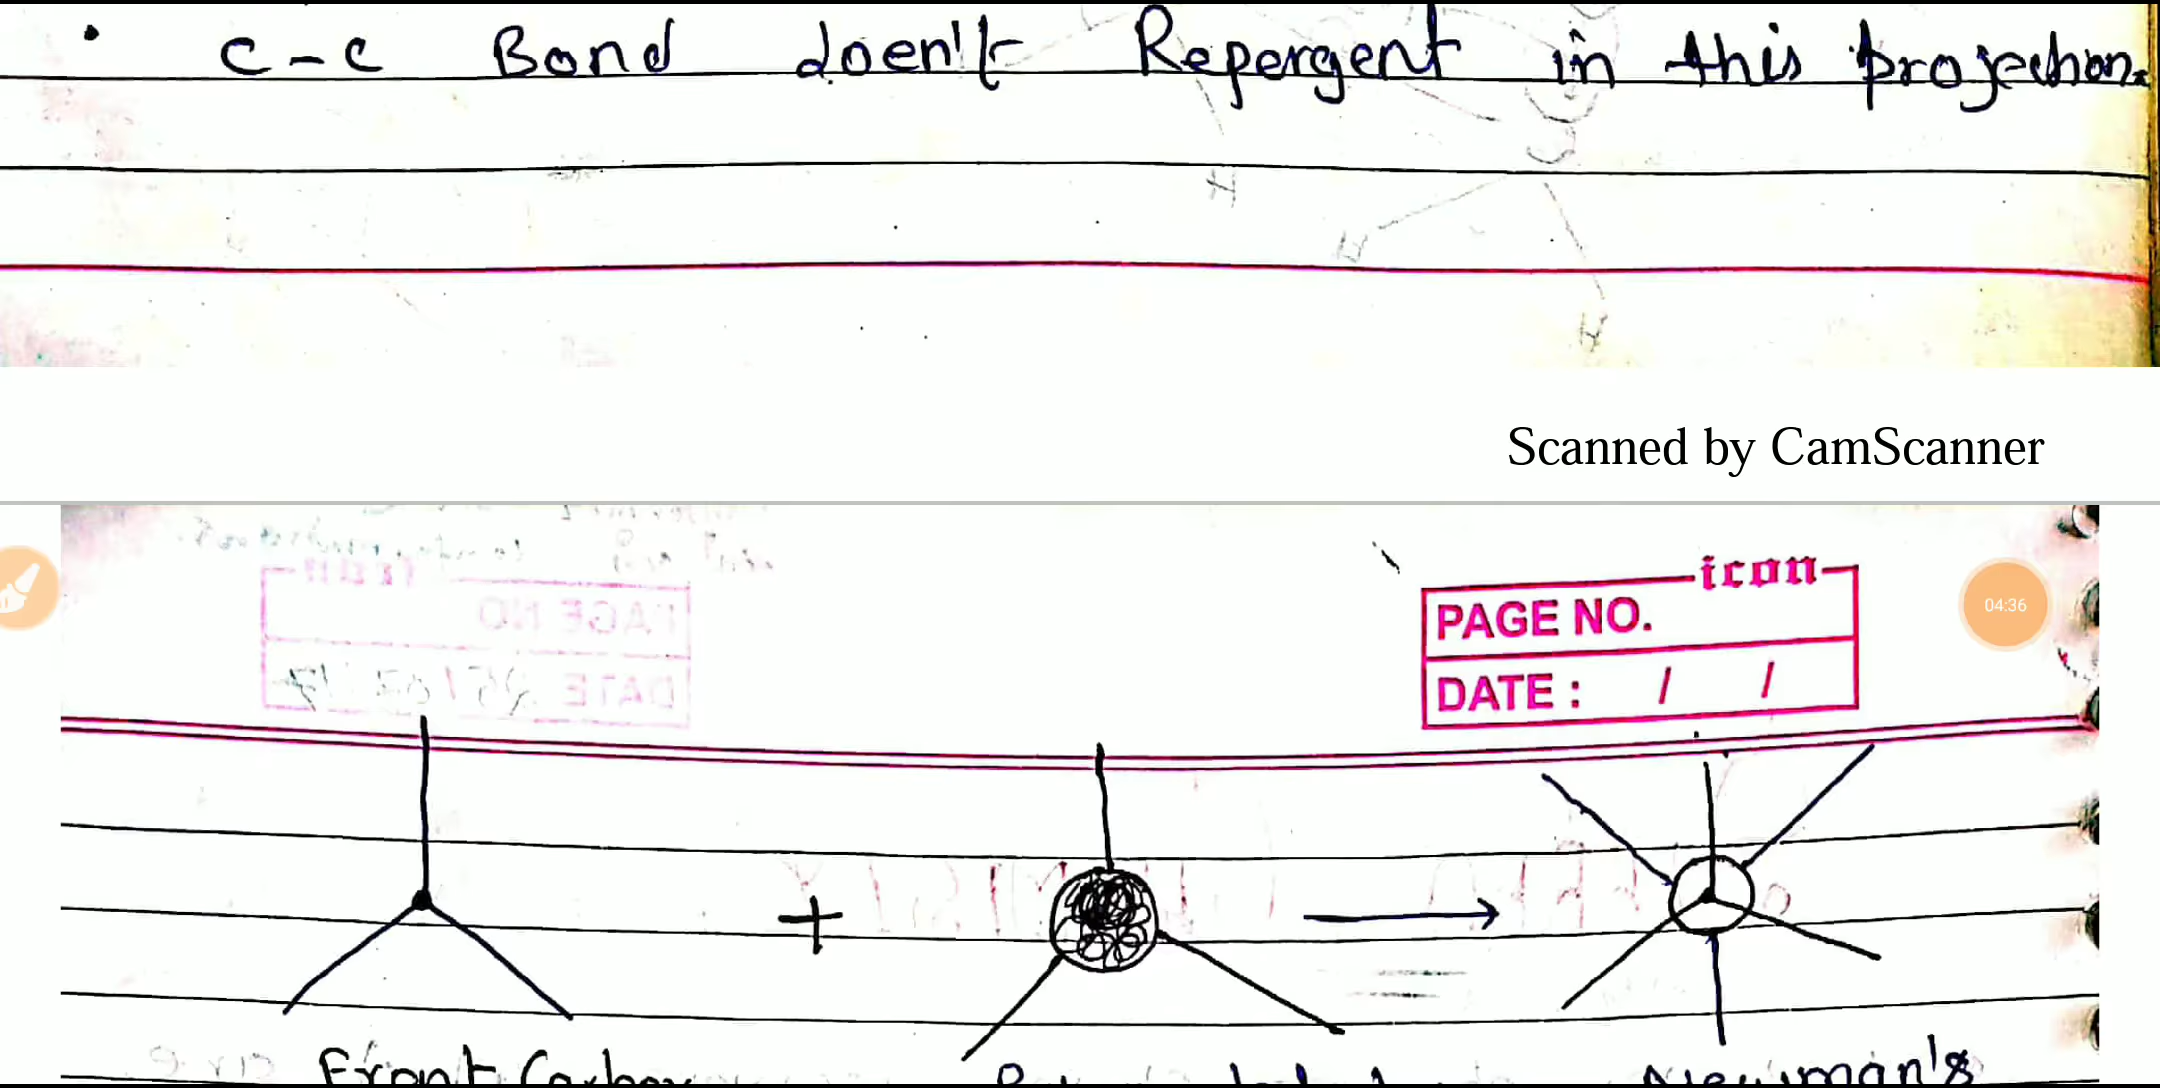 • C-C Bond doen't Repergent in this projection.
Scanned by CamScanner
icon
PAGE NO.
DATE : / /
04:36
+
Front Carbon
Newman's